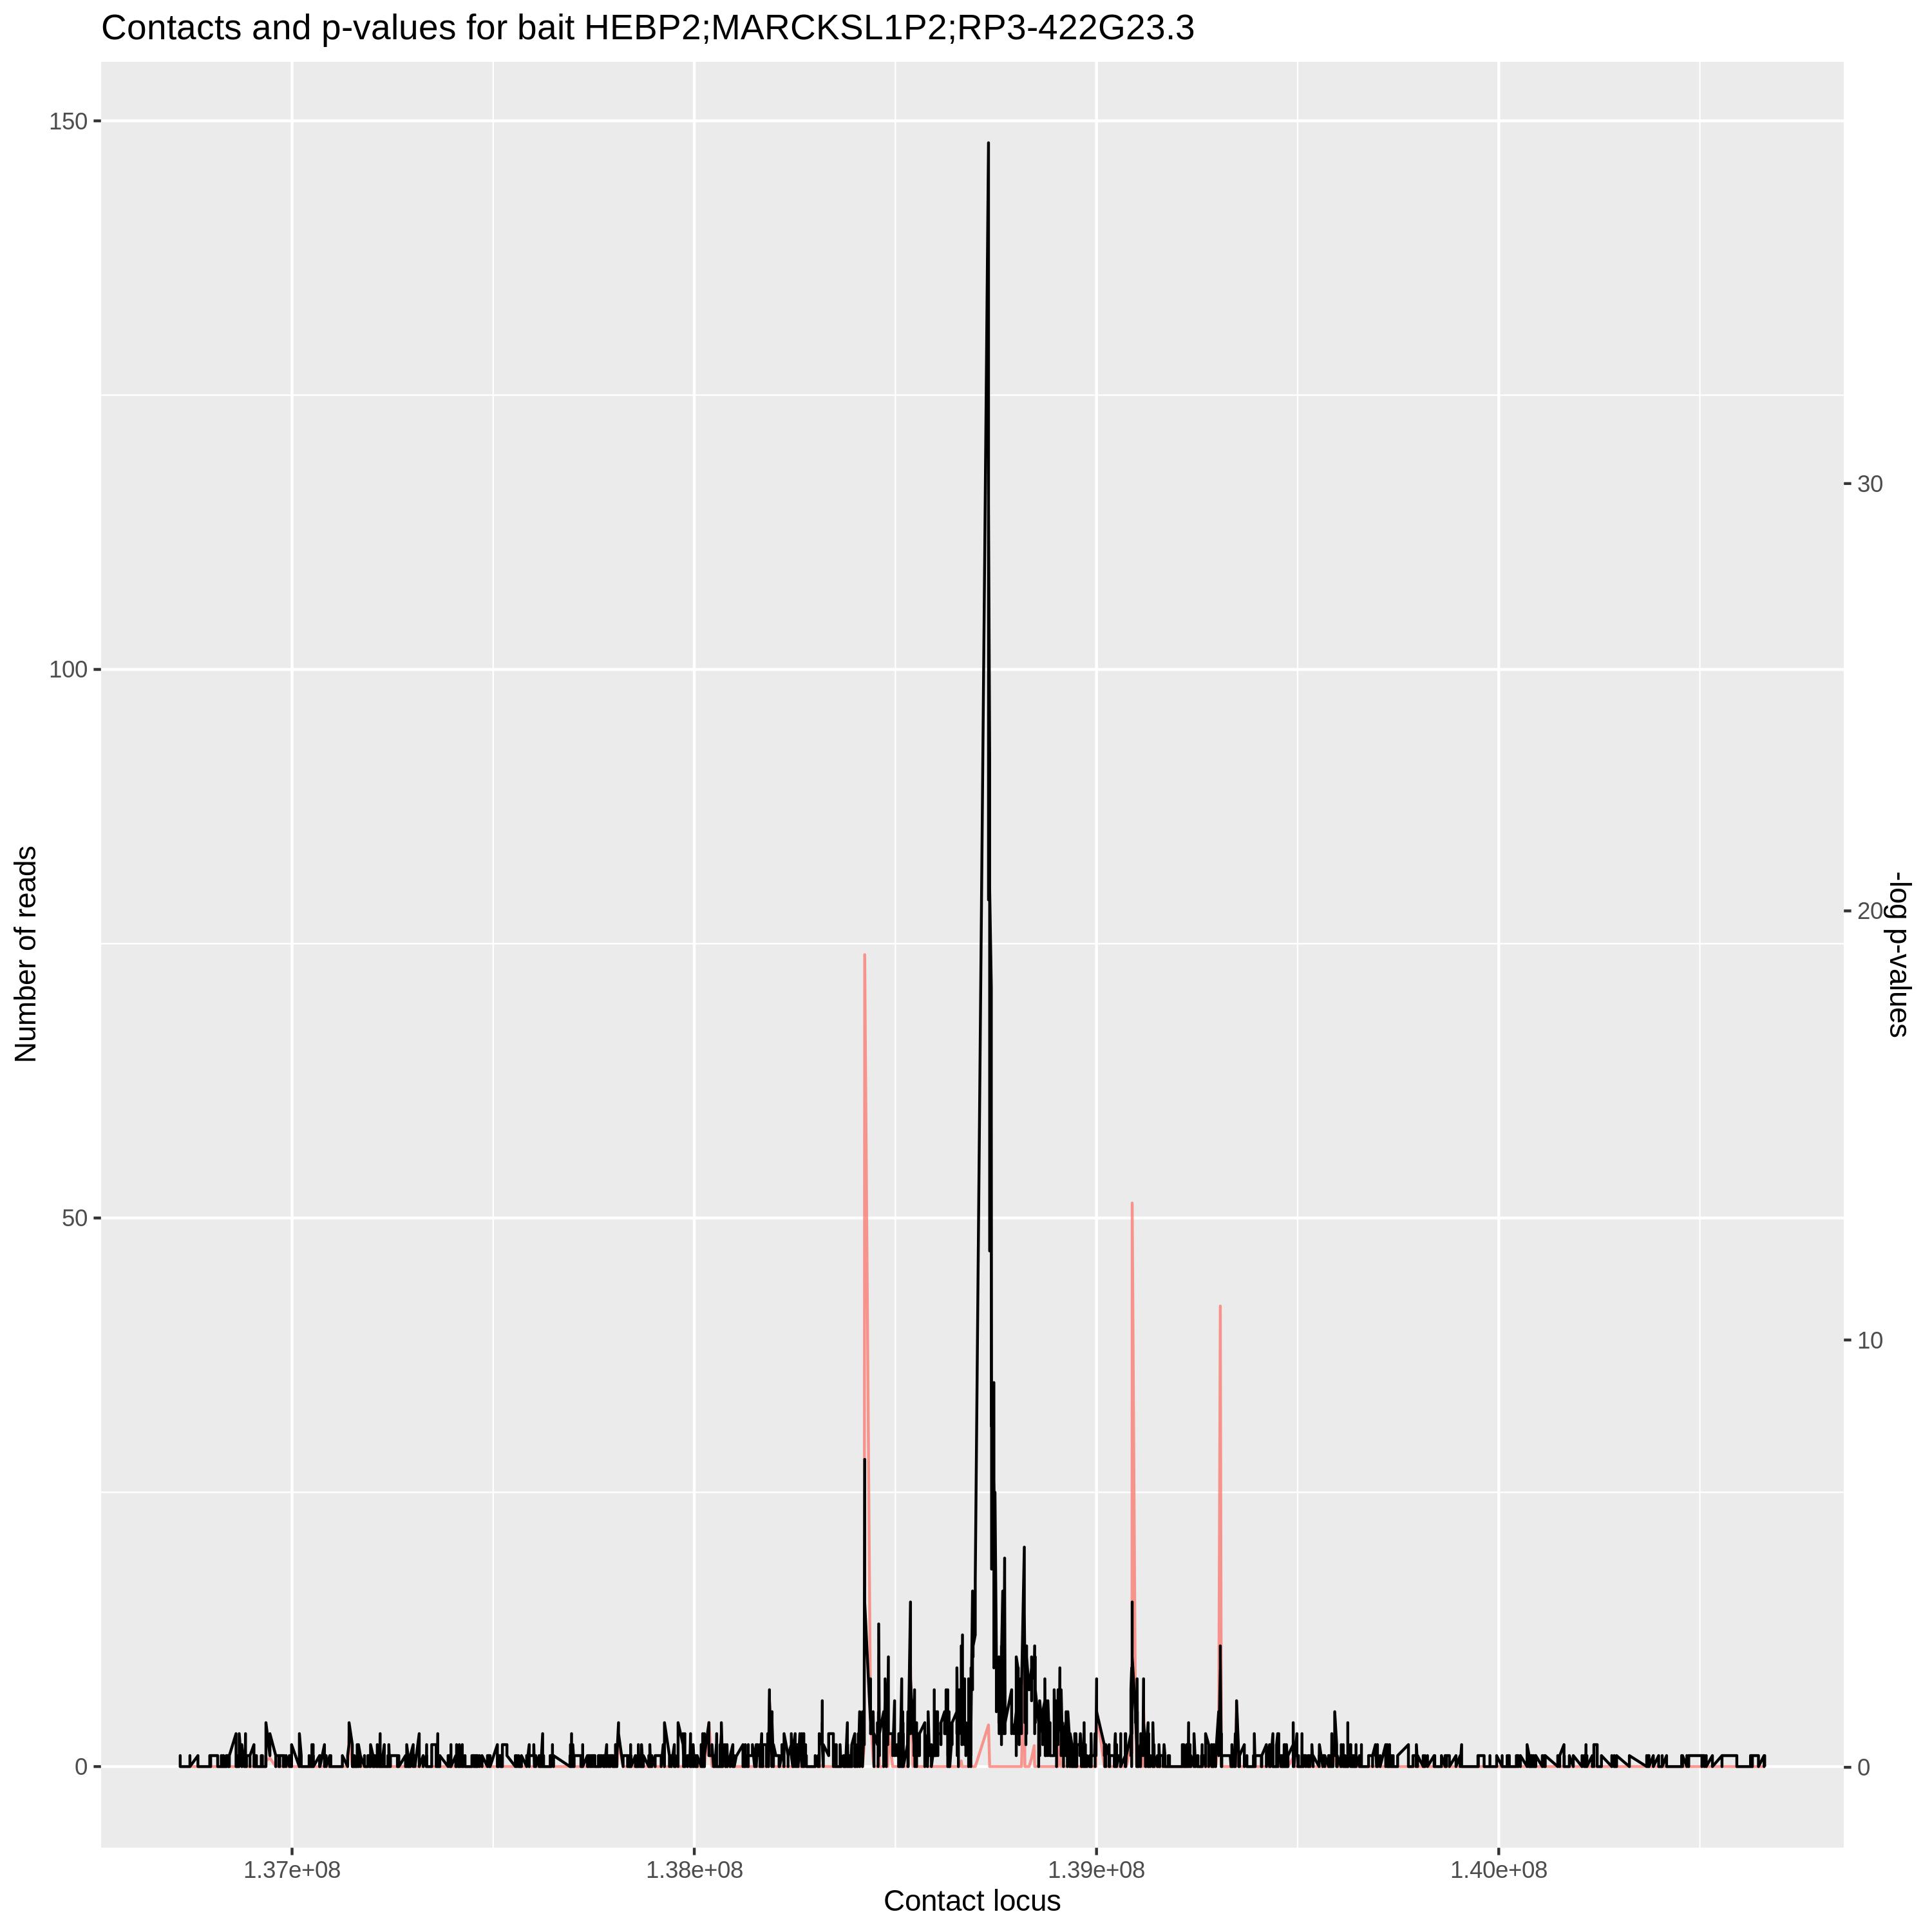 Contacts and p-values for bait HEBP2;MARCKSL1P2;RP3-422G23.3
150
100
50
0
Number of reads
30
20
10
0
-log p-values
1.37e+08 1.38e+08 1.39e+08 1.40e+08
Contact locus